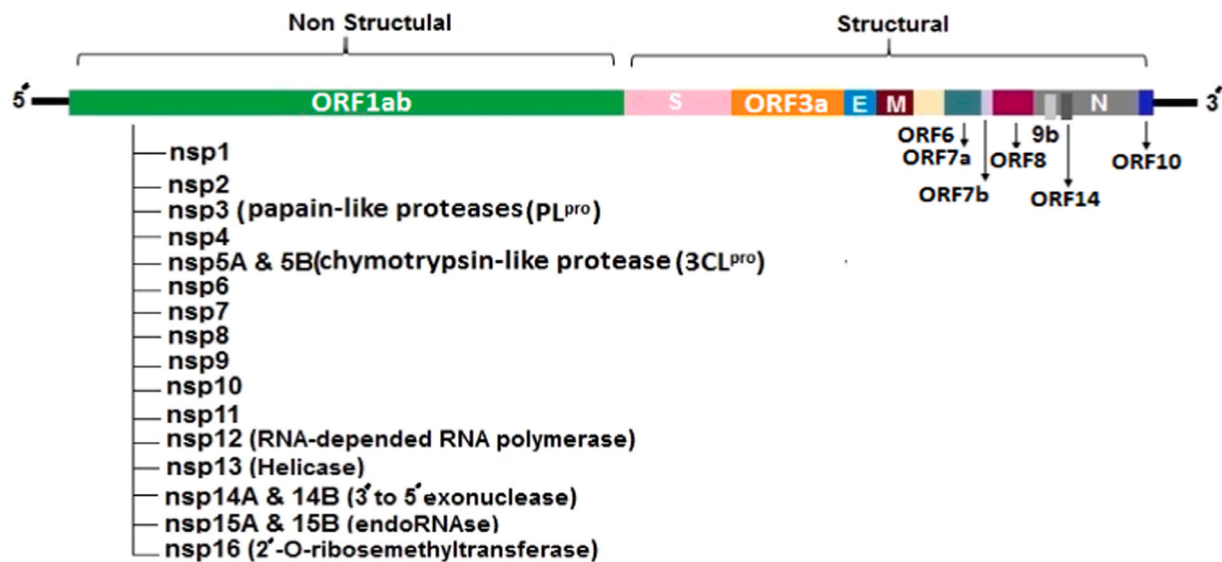 Non Structulal
Structural
5´
ORF1ab
S
ORF3a
E
M
N
3´
ORF6
9b
ORF7a
ORF8
ORF10
ORF7b
ORF14
nsp1
nsp2
nsp3 (papain-like proteases (PLpro)
nsp4
nsp5A & 5B(chymotrypsin-like protease (3CLpro)
nsp6
nsp7
nsp8
nsp9
nsp10
nsp11
nsp12 (RNA-depended RNA polymerase)
nsp13 (Helicase)
nsp14A & 14B (3´ to 5´ exonuclease)
nsp15A & 15B (endoRNAse)
nsp16 (2´-O-ribosemethyltransferase)